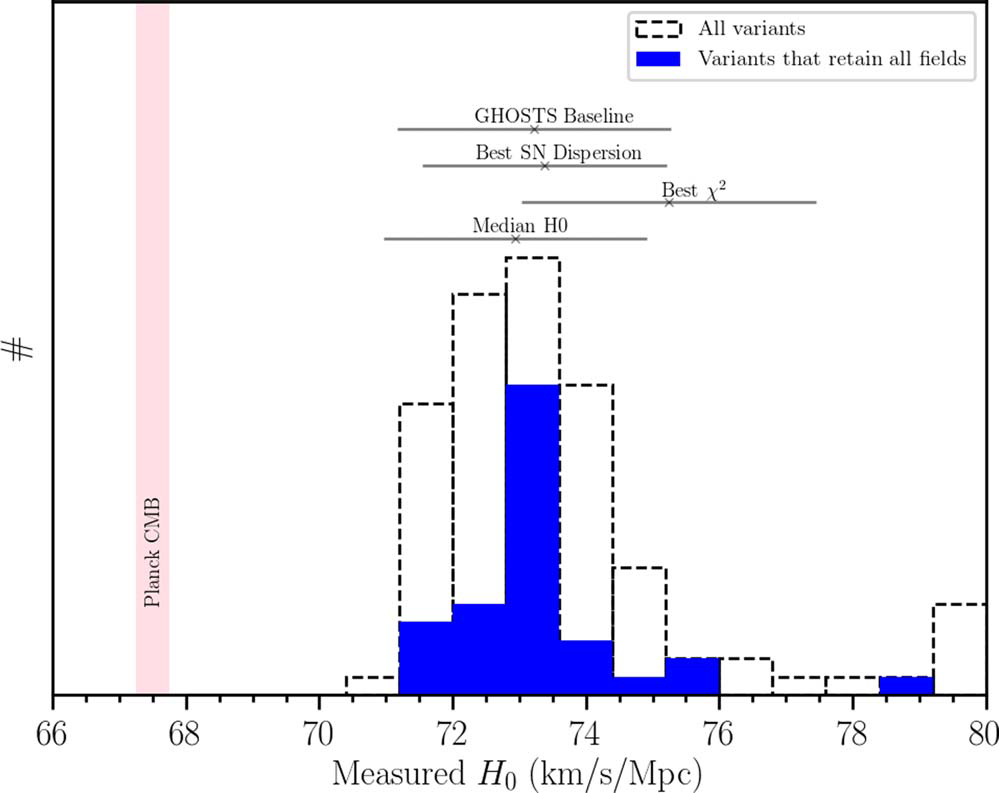 All variants
Variants that retain all fields
GHOSTS Baseline
Best SN Dispersion
Best χ²
Median H0
#
Planck CMB
66 68 70 72 74 76 78 80
Measured H₀ (km/s/Mpc)